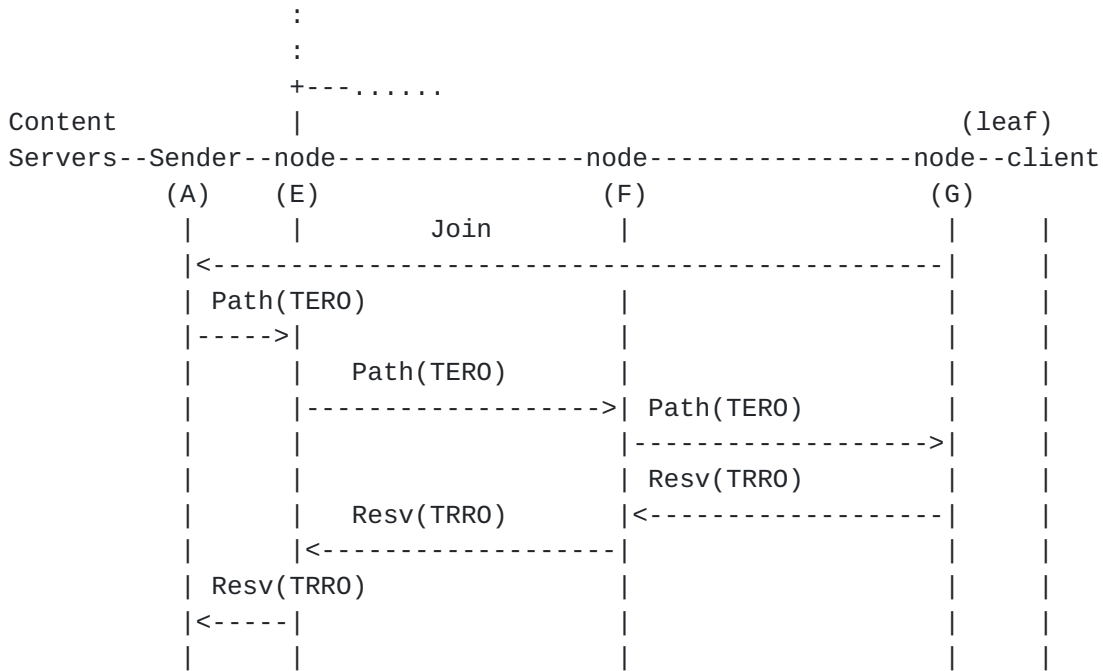 :
:
+---......
Content | (leaf)
Servers--Sender--node----------------node-----------------node--client
(A) (E) (F) (G)
| | Join | | |
|<-----------------------------------------------| |
| Path(TERO) | | |
|----->| | | |
| | Path(TERO) | | |
| |------------------->| Path(TERO) | |
| | |------------------->| |
| | | Resv(TRRO) | |
| | Resv(TRRO) |<-------------------| |
| |<-------------------| | |
| Resv(TRRO) | | |
|<-----| | | |
| | | | |